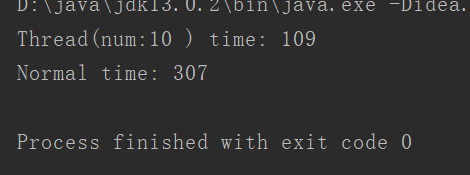 D:\java\jdk13.0.2\bin\java.exe -Didea.
Thread(num:10 ) time: 109
Normal time: 307
Process finished with exit code 0